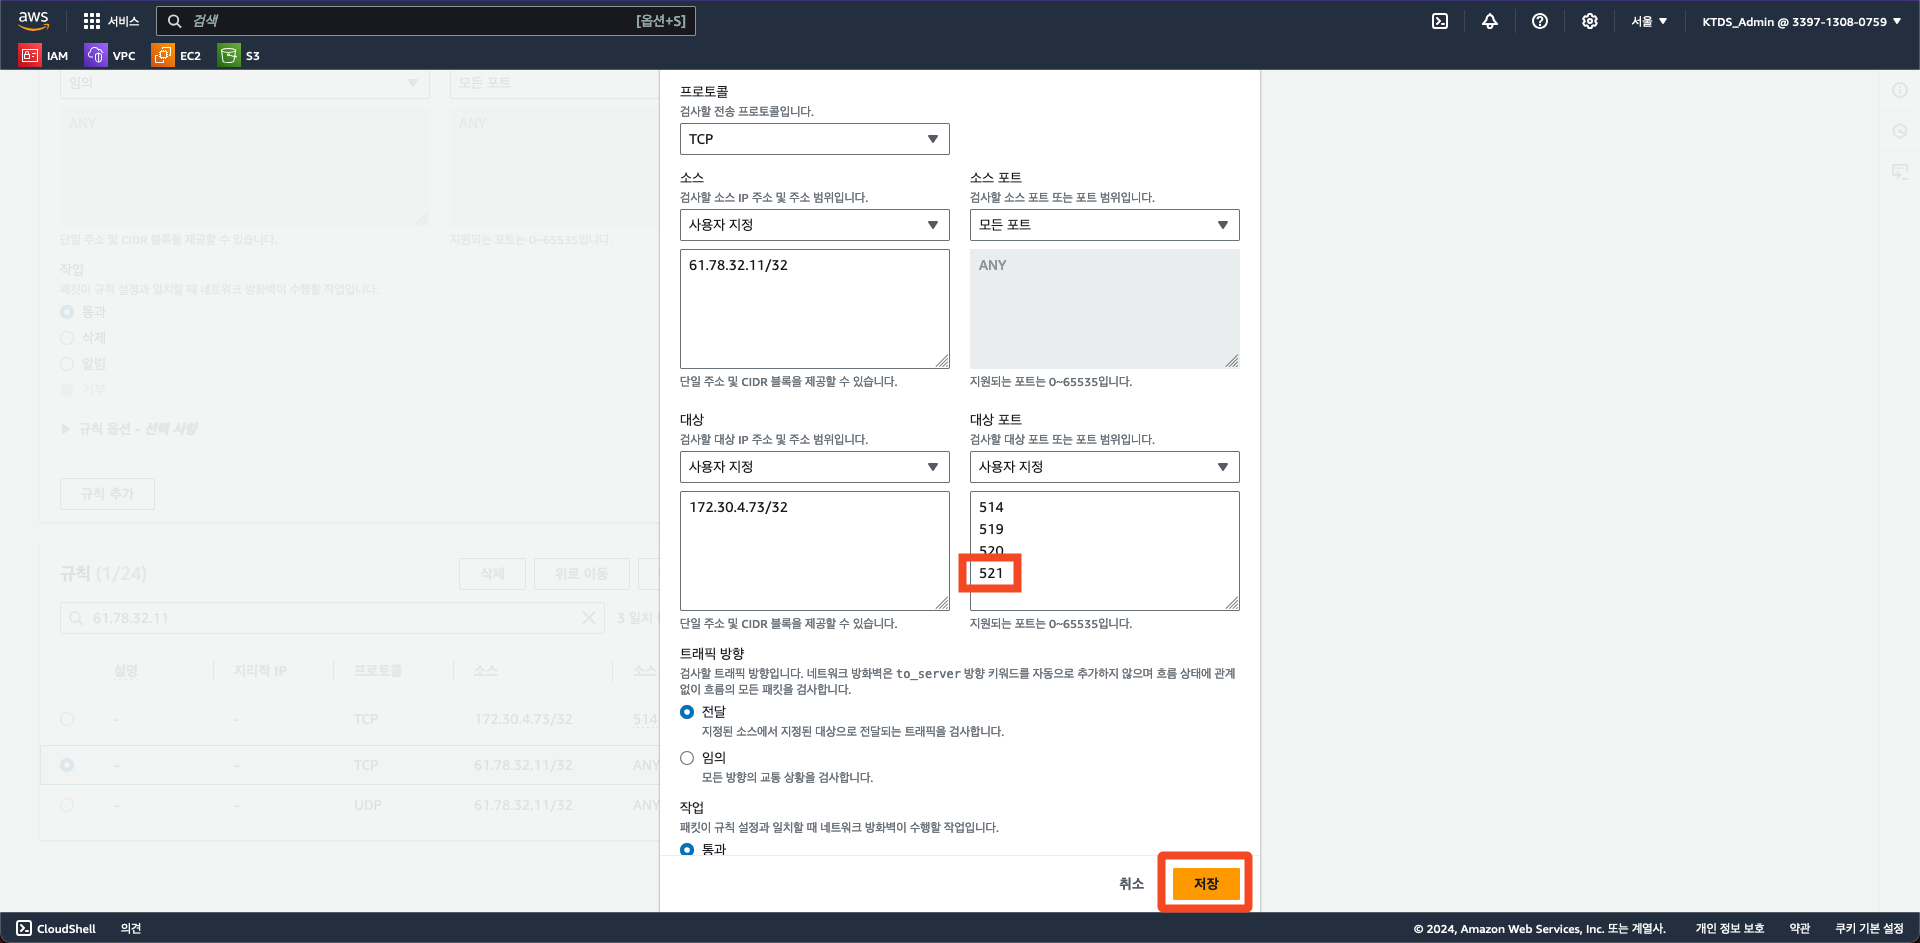 aws
서비스
검색
[옵션+S]
서울
KTDS_Admin @ 3397-1308-0759
IAM
VPC
EC2
S3
임의
모든 포트
ANY
ANY
단일 주소 및 CIDR 블록을 제공할 수 있습니다.
지원되는 포트는 0~65535입니다.
작업
패킷이 규칙 설정과 일치할 때 네트워크 방화벽이 수행할 작업입니다.
통과
삭제
알림
거부
규칙 옵션 - 선택 사항
규칙 추가
규칙 (1/24)
삭제
위로 이동
61.78.32.11
3 일치
설명
지리적 IP
프로토콜
소스
소스
-
-
TCP
172.30.4.73/32
514
-
-
TCP
61.78.32.11/32
ANY
-
-
UDP
61.78.32.11/32
ANY
프로토콜
검사할 전송 프로토콜입니다.
TCP
소스
검사할 소스 IP 주소 및 주소 범위입니다.
사용자 지정
61.78.32.11/32
단일 주소 및 CIDR 블록을 제공할 수 있습니다.
소스 포트
검사할 소스 포트 또는 포트 범위입니다.
모든 포트
ANY
지원되는 포트는 0~65535입니다.
대상
검사할 대상 IP 주소 및 주소 범위입니다.
사용자 지정
172.30.4.73/32
단일 주소 및 CIDR 블록을 제공할 수 있습니다.
대상 포트
검사할 대상 포트 또는 포트 범위입니다.
사용자 지정
514
519
520
521
지원되는 포트는 0~65535입니다.
트래픽 방향
검사할 트래픽 방향입니다. 네트워크 방화벽은 to_server 방향 키워드를 자동으로 추가하지 않으며 흐름 상태에 관계
없이 흐름의 모든 패킷을 검사합니다.
전달
지정된 소스에서 지정된 대상으로 전달되는 트래픽을 검사합니다.
임의
모든 방향의 교통 상황을 검사합니다.
작업
패킷이 규칙 설정과 일치할 때 네트워크 방화벽이 수행할 작업입니다.
통과
취소
저장
CloudShell
의견
© 2024, Amazon Web Services, Inc. 또는 계열사.
개인 정보 보호
약관
쿠키 기본 설정